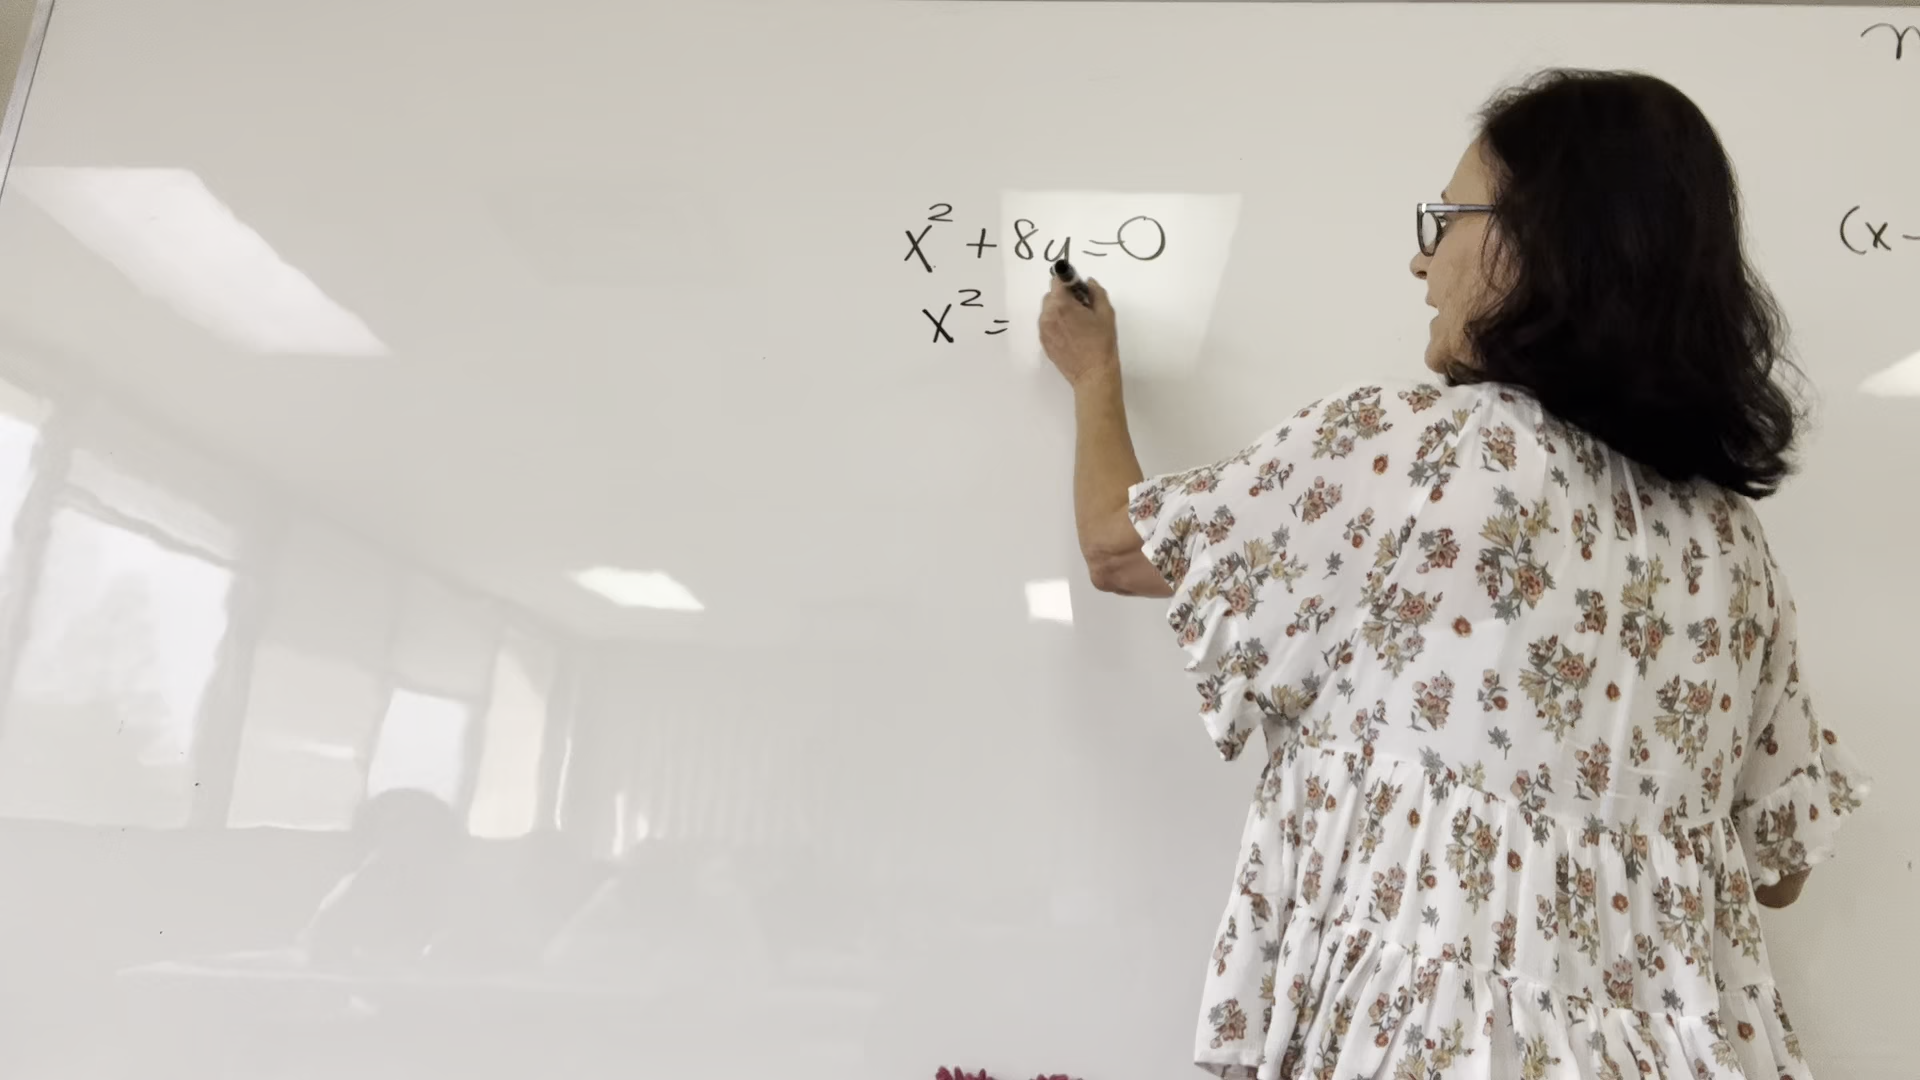 x² + 8y = 0
x² =
(x -